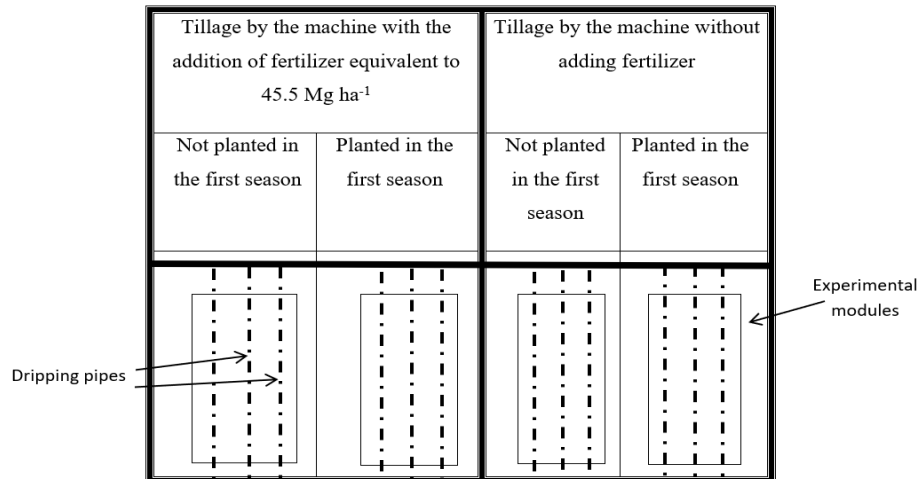 Tillage by the machine with the
addition of fertilizer equivalent to
45.5 Mg ha⁻¹
Tillage by the machine without
adding fertilizer
Not planted in
the first season
Planted in the
first season
Not planted
in the first
season
Planted in the
first season
Experimental
modules
Dripping pipes